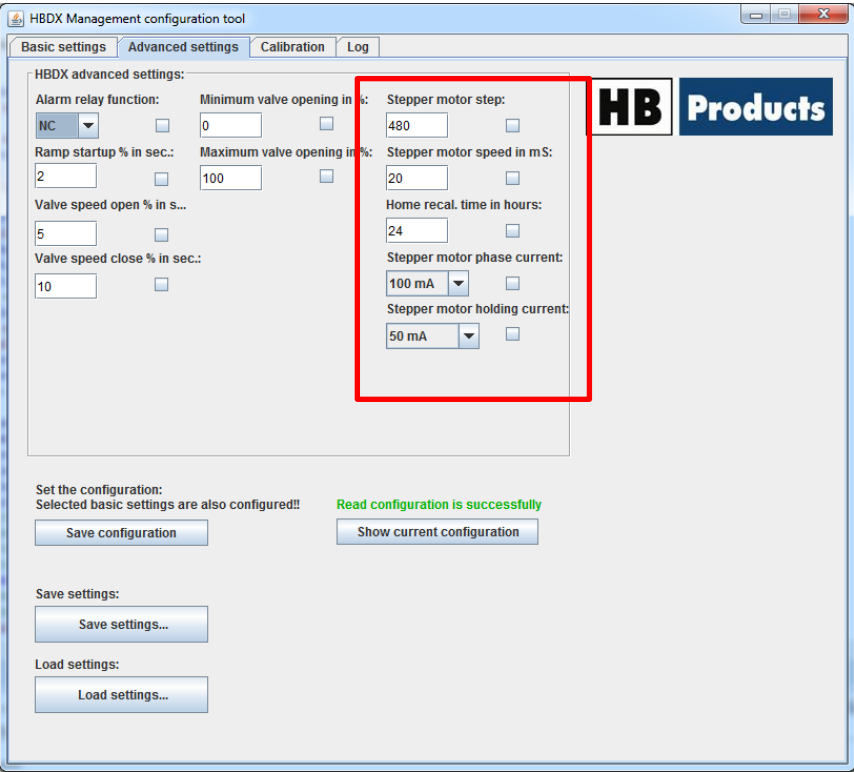 HBDX Management configuration tool
Basic settings Advanced settings Calibration Log
HBDX advanced settings:
Alarm relay function: Minimum valve opening in %: Stepper motor step:
NC 0 480
Ramp startup % in sec.: Maximum valve opening in %: Stepper motor speed in mS:
2 100 20
Valve speed open % in s... Home recal. time in hours:
5 24
Valve speed close % in sec.: Stepper motor phase current:
10 100 mA
Stepper motor holding current:
50 mA
HB Products
Set the configuration:
Selected basic settings are also configured!! Read configuration is successfully
Save configuration Show current configuration
Save settings:
Save settings...
Load settings:
Load settings...